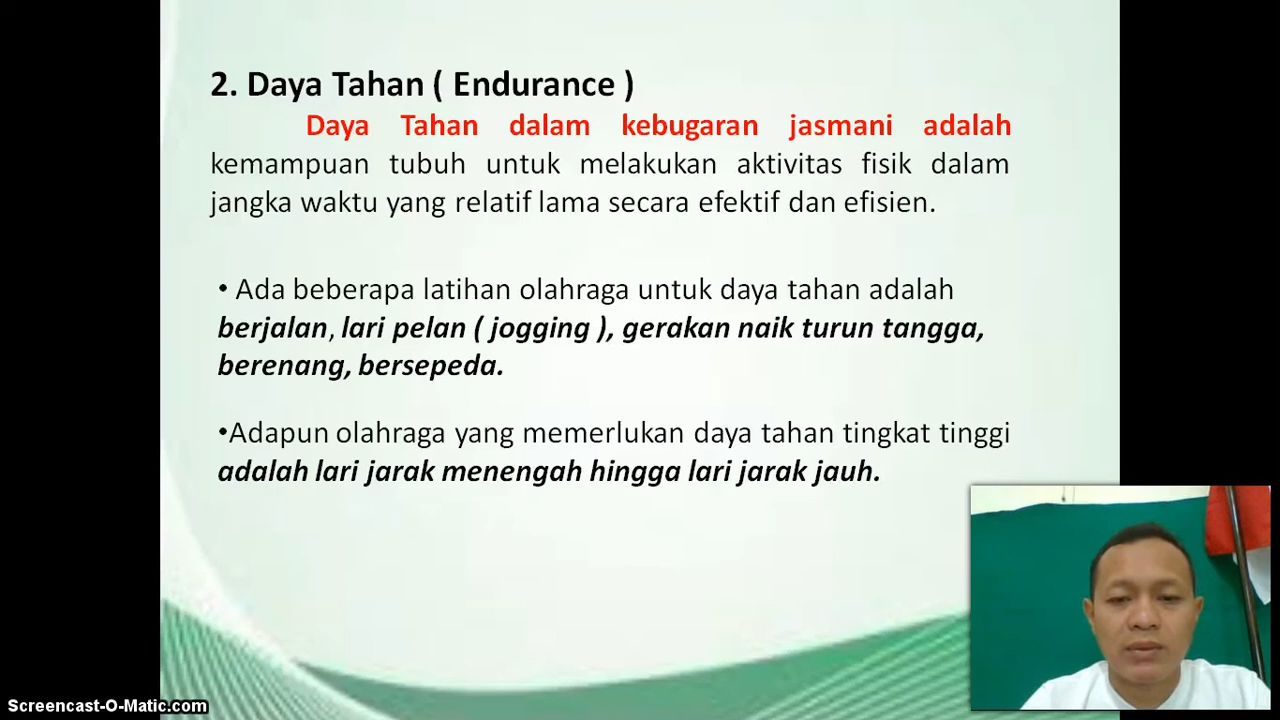 2. Daya Tahan ( Endurance )
Daya Tahan dalam kebugaran jasmani adalah
kemampuan tubuh untuk melakukan aktivitas fisik dalam
jangka waktu yang relatif lama secara efektif dan efisien.
• Ada beberapa latihan olahraga untuk daya tahan adalah
berjalan, lari pelan ( jogging ), gerakan naik turun tangga,
berenang, bersepeda.
•Adapun olahraga yang memerlukan daya tahan tingkat tinggi
adalah lari jarak menengah hingga lari jarak jauh.
Screencast-O-Matic.com